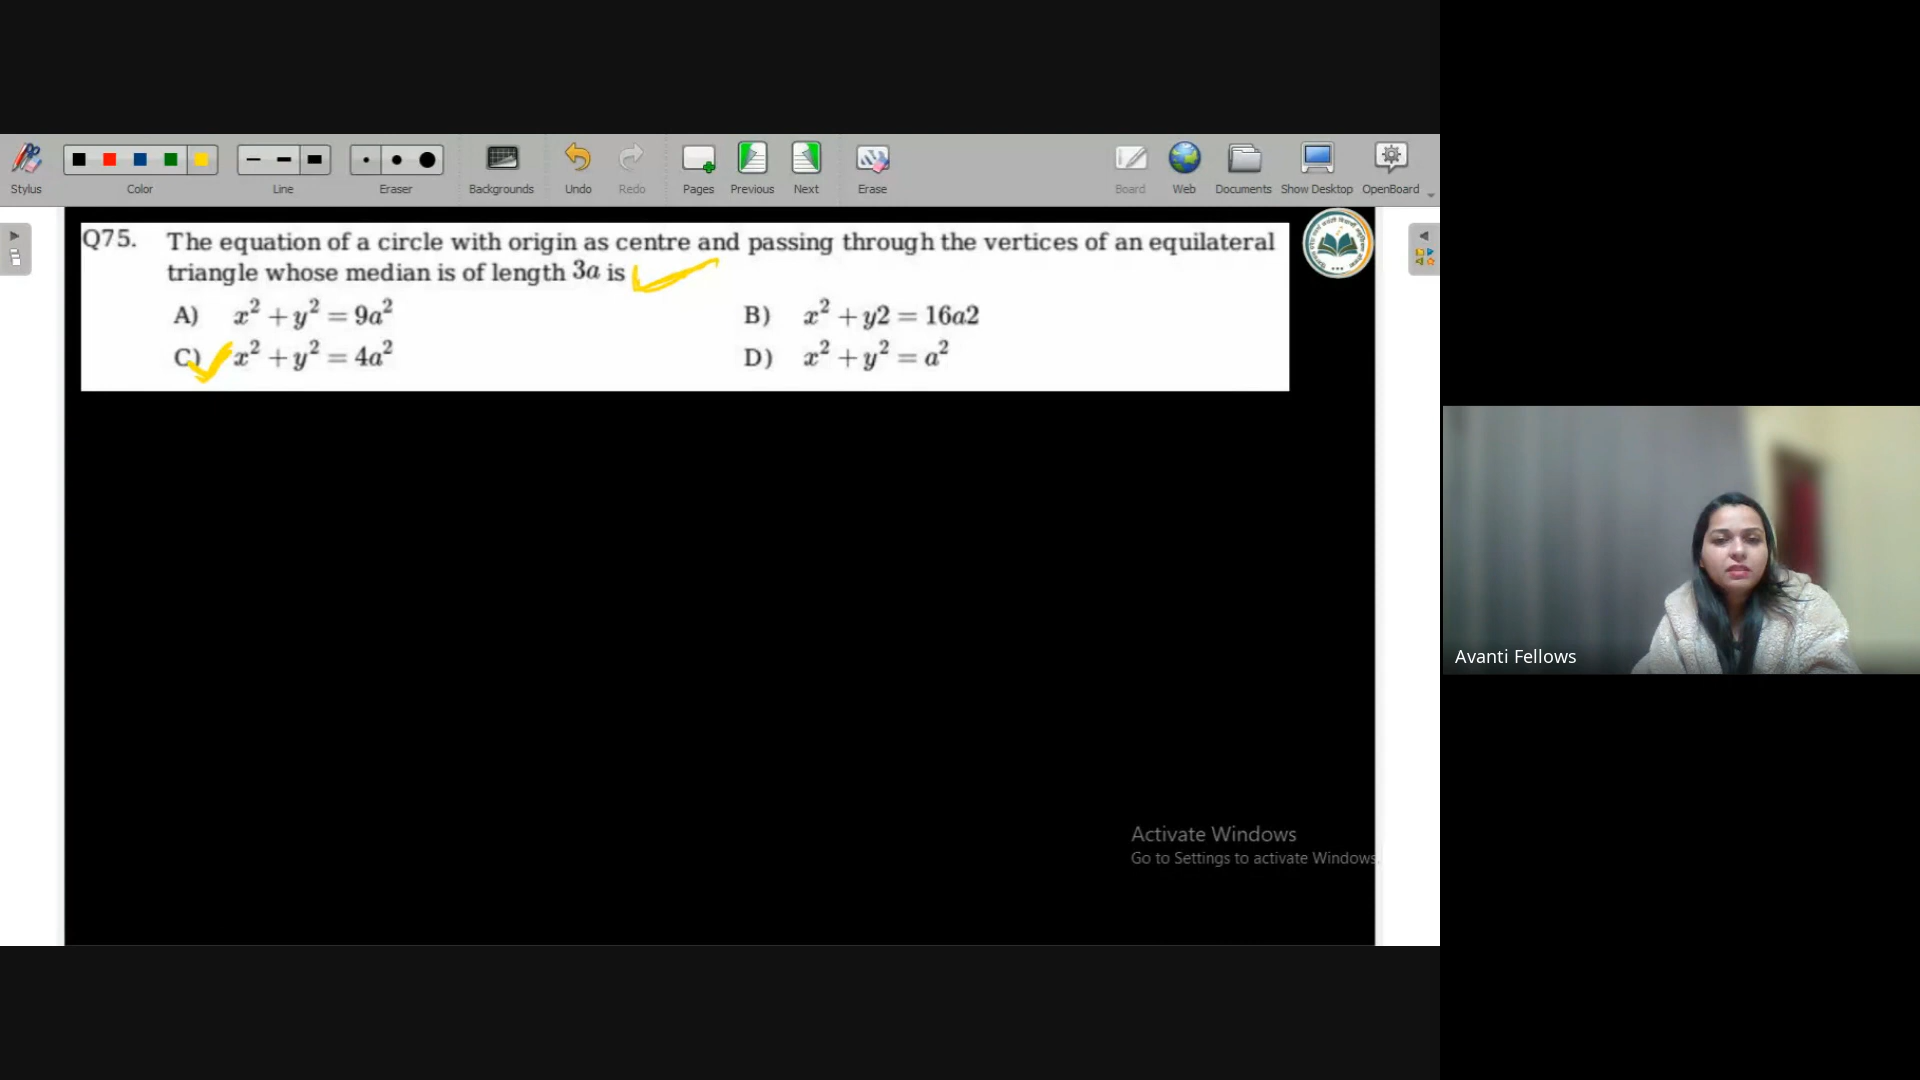 Stylus Color Line Eraser Backgrounds Undo Redo Pages Previous Next Erase Board Web Documents Show Desktop OpenBoard
Q75. The equation of a circle with origin as centre and passing through the vertices of an equilateral
triangle whose median is of length 3a is
A) x² + y² = 9a² B) x² + y2 = 16a2
C) x² + y² = 4a² D) x² + y² = a²
Avanti Fellows
Activate Windows
Go to Settings to activate Windows.